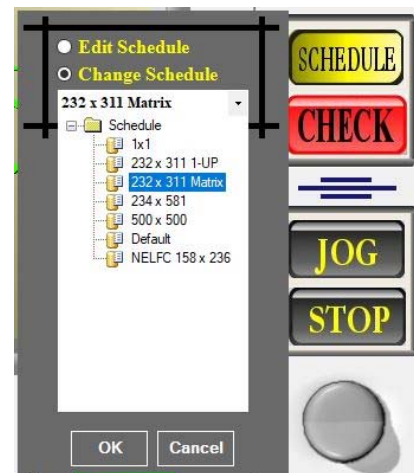 Edit Schedule
Change Schedule
232 x 311 Matrix
Schedule
1x1
232 x 311 1-UP
232 x 311 Matrix
234 x 581
500 x 500
Default
NELFC 158 x 236
OK Cancel
SCHEDULE
CHECK
JOG
STOP